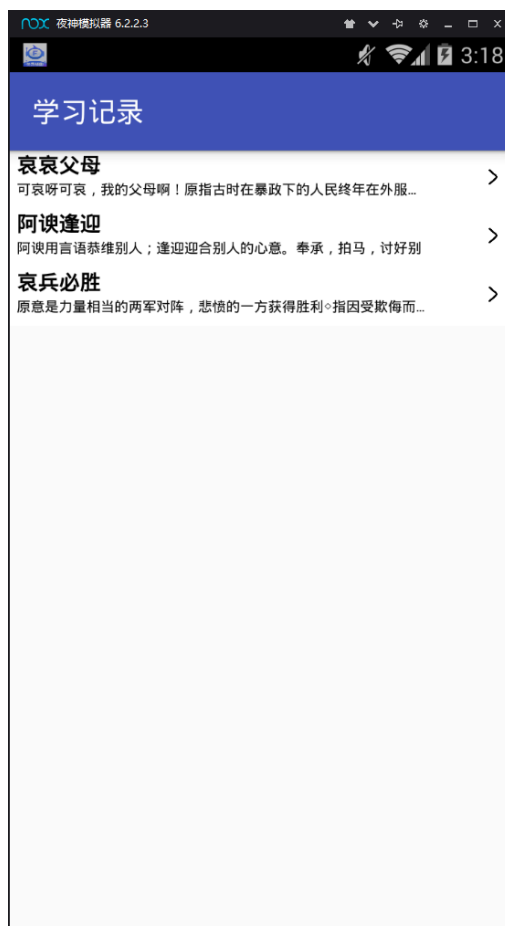 nox 夜神模拟器 6.2.2.3
3:18
学习记录
哀哀父母
可哀呀可哀，我的父母啊！原指古时在暴政下的人民终年在外服...
阿谀逢迎
阿谀用言语恭维别人；逢迎迎合别人的心意。奉承，拍马，讨好别
哀兵必胜
原意是力量相当的两军对阵，悲愤的一方获得胜利◇指因受欺侮而...